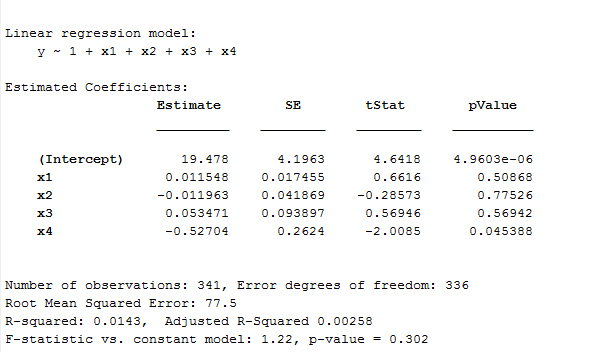 Linear regression model:
y ~ 1 + x1 + x2 + x3 + x4
Estimated Coefficients:
Estimate SE tStat pValue
(Intercept) 19.478 4.1963 4.6418 4.9603e-06
x1 0.011548 0.017455 0.6616 0.50868
x2 -0.011963 0.041869 -0.28573 0.77526
x3 0.053471 0.093897 0.56946 0.56942
x4 -0.52704 0.2624 -2.0085 0.045388
Number of observations: 341, Error degrees of freedom: 336
Root Mean Squared Error: 77.5
R-squared: 0.0143, Adjusted R-Squared 0.00258
F-statistic vs. constant model: 1.22, p-value = 0.302